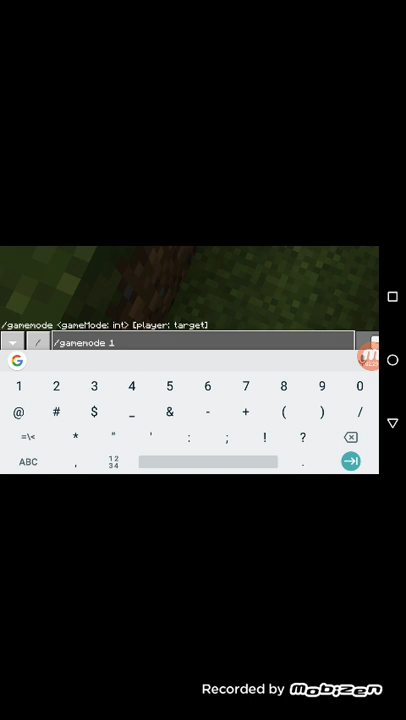 /gamemode <gameMode: int> [player: target]
/
/gamemode 1
G
1 2 3 4 5 6 7 8 9 0
@ # $ _ & - + ( ) /
=\< * " ' : ; ! ?
ABC , 12 34 .
Recorded by mobizen